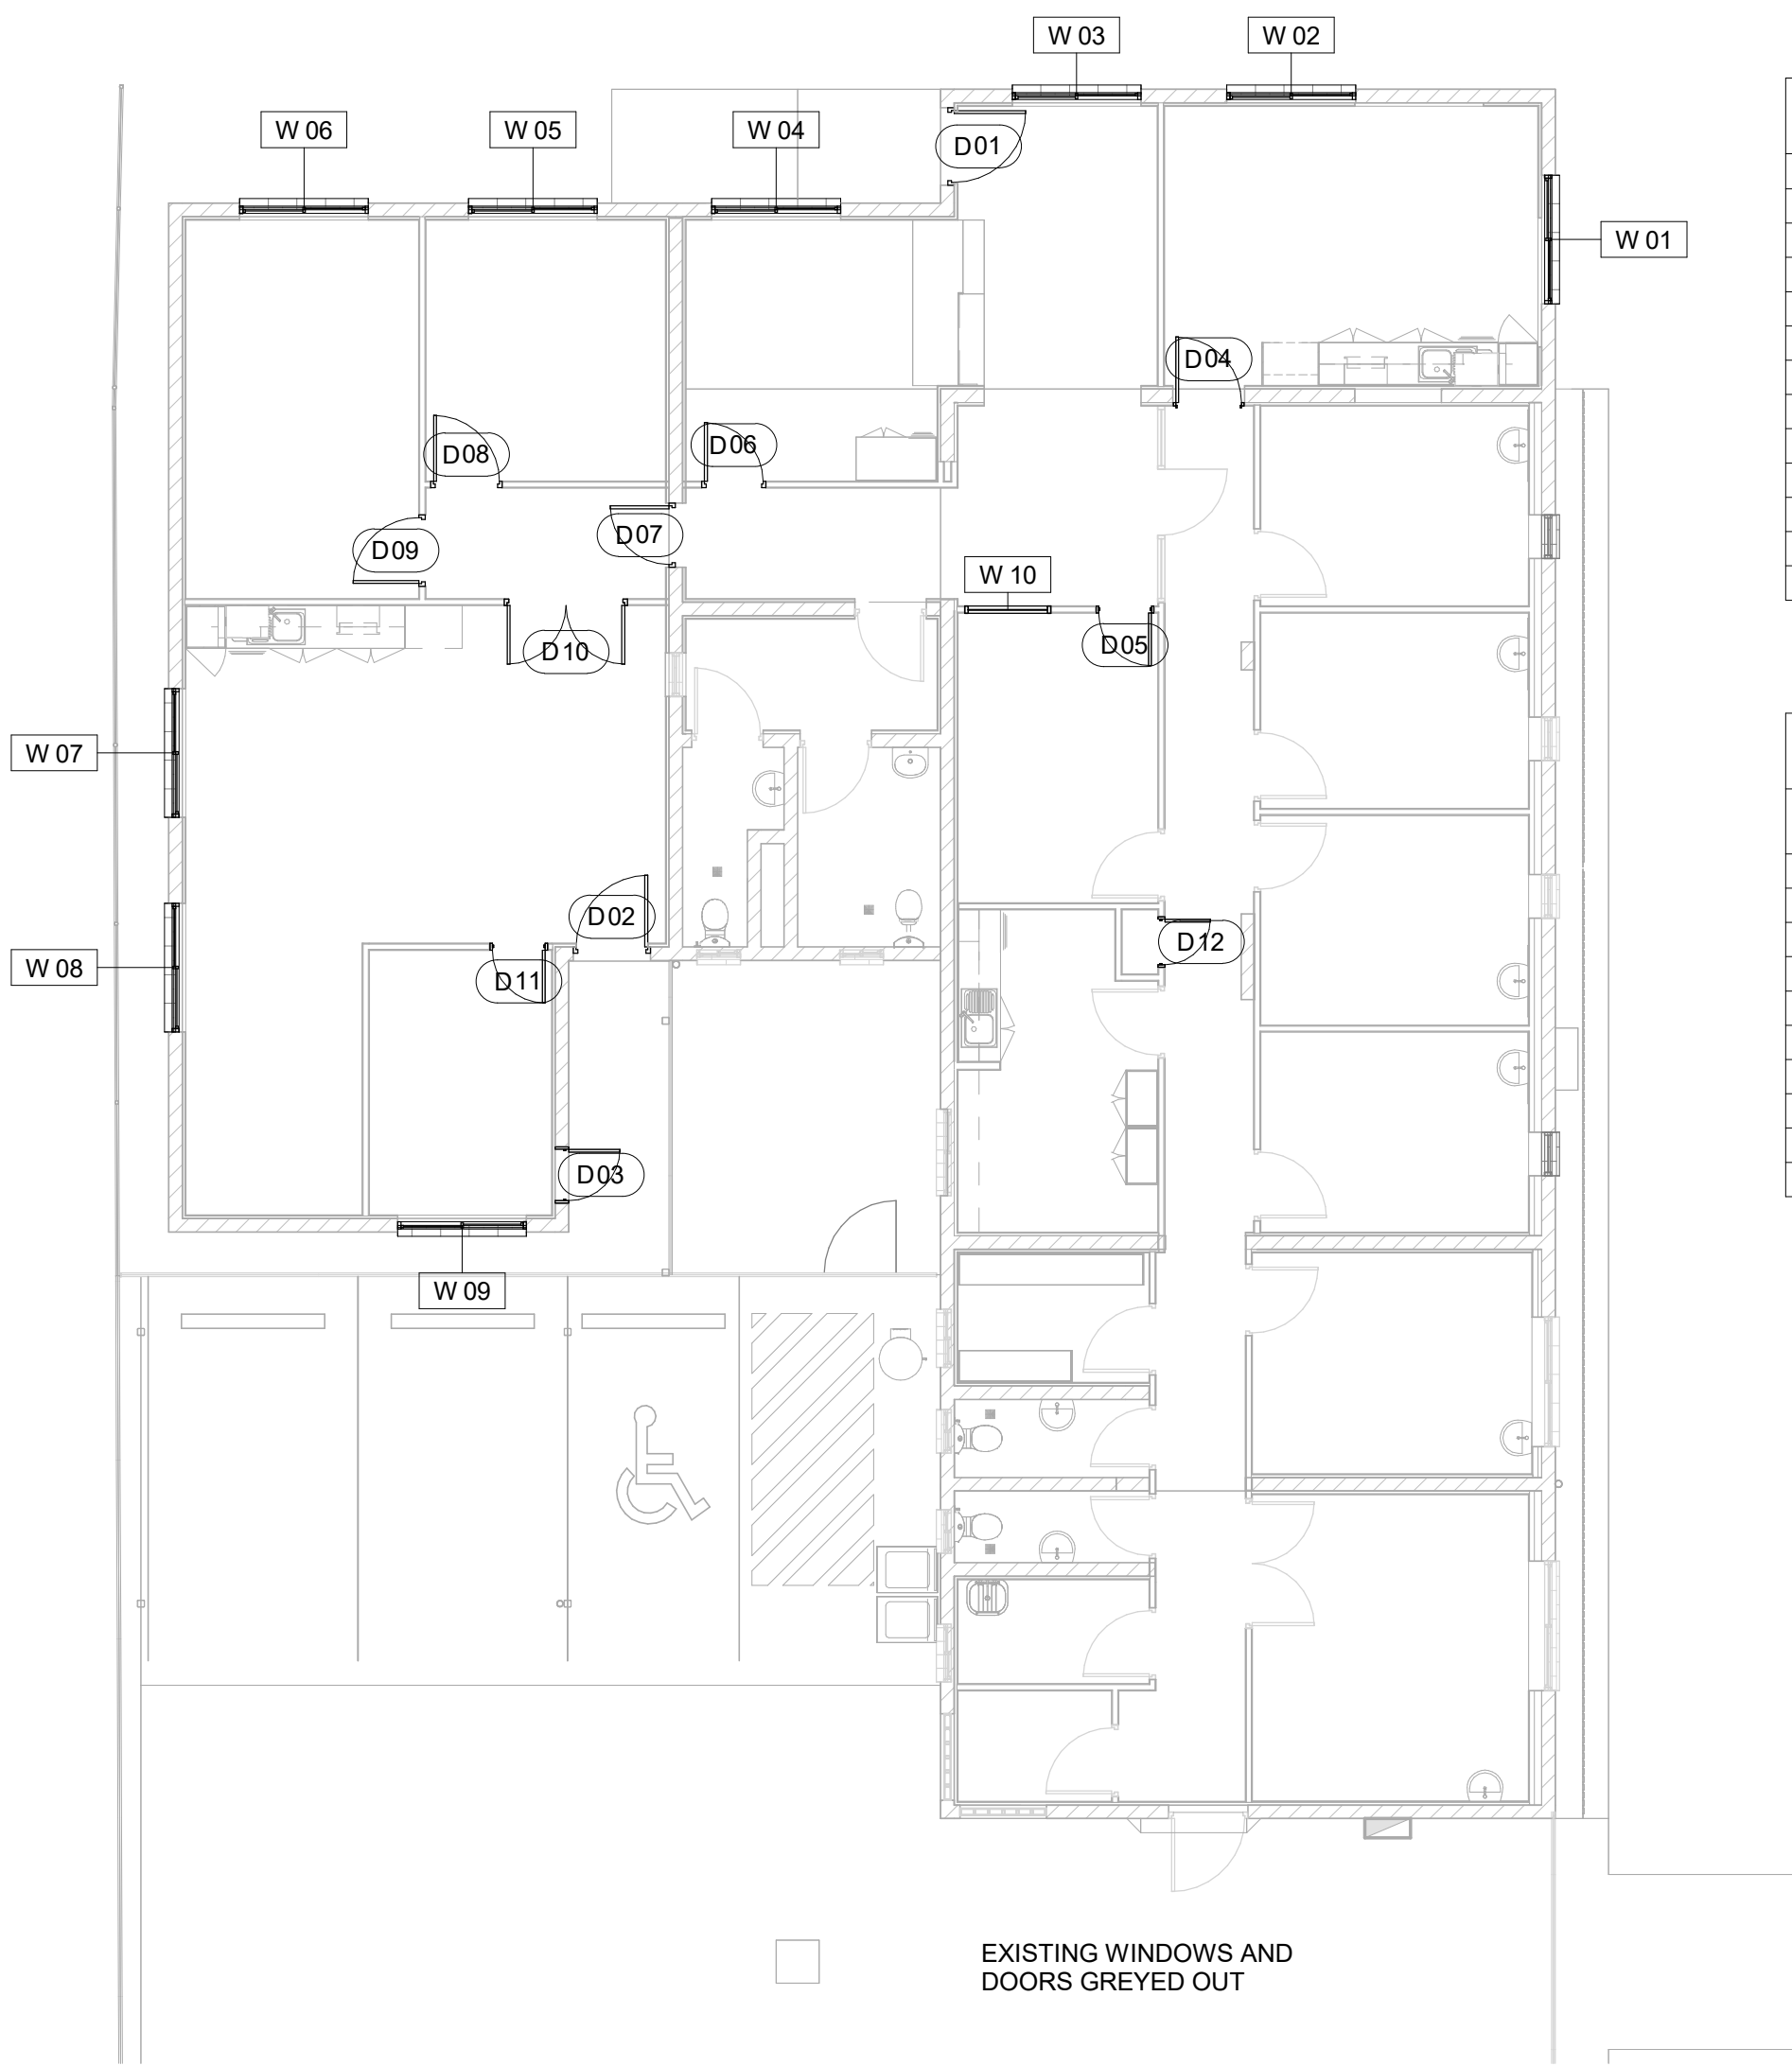 W 03
W 02
W 06
W 05
W 04
D01
W 01
D04
D08
D06
D07
D09
W 10
D10
D05
W 07
D02
D12
W 08
D11
D03
W 09
EXISTING WINDOWS AND
DOORS GREYED OUT